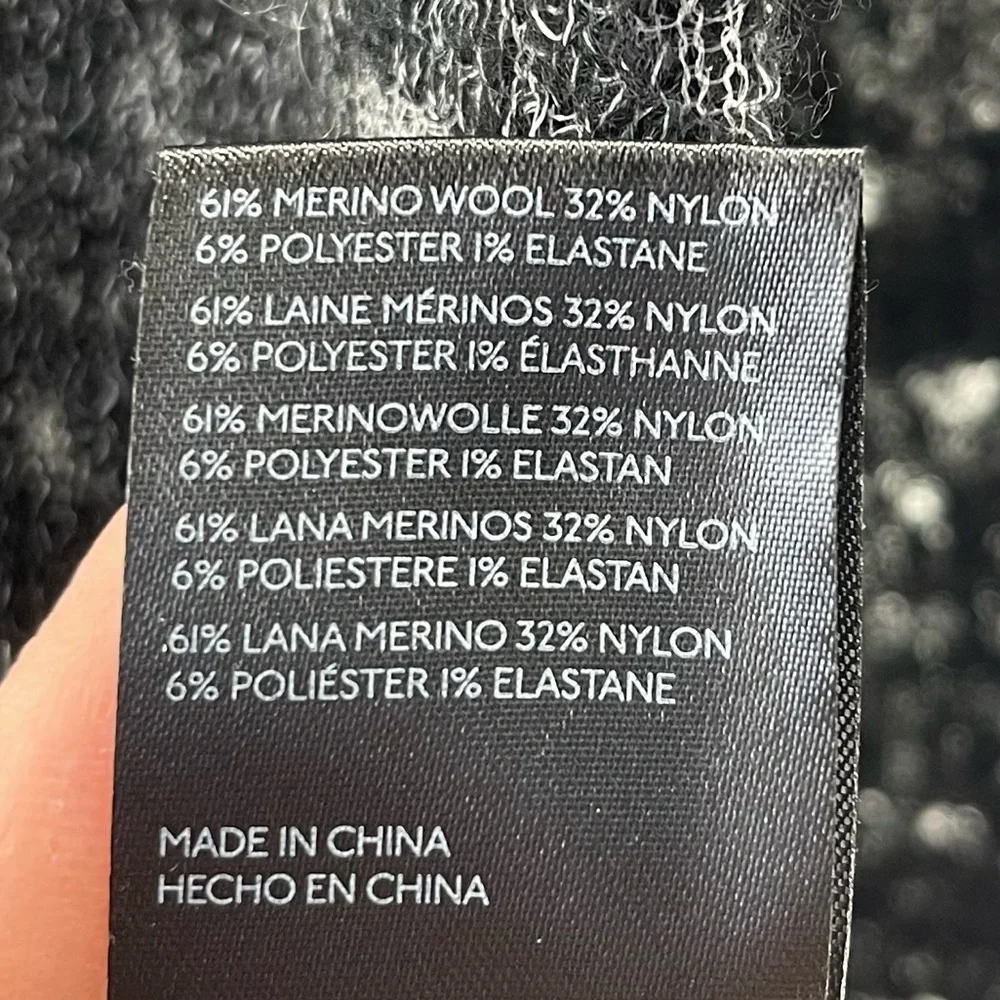 61% MERINO WOOL 32% NYLON
6% POLYESTER 1% ELASTANE
61% LAINE MÉRINOS 32% NYLON
6% POLYESTER 1% ÉLASTHANNE
61% MERINOWOLLE 32% NYLON
6% POLYESTER 1% ELASTAN
61% LANA MERINOS 32% NYLON
6% POLIESTERE 1% ELASTAN
.61% LANA MERINO 32% NYLON
6% POLIÉSTER 1% ELASTANE
MADE IN CHINA
HECHO EN CHINA